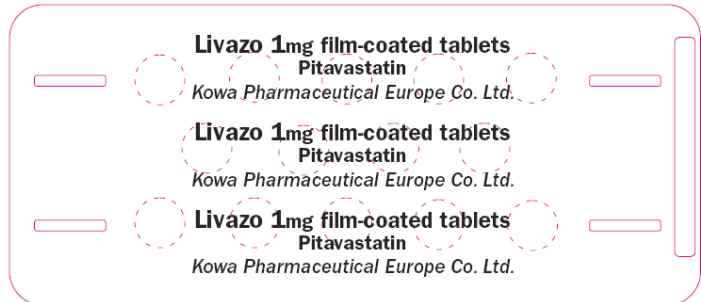 Livazo 1mg film-coated tablets
Pitavastatin
Kowa Pharmaceutical Europe Co. Ltd.
Livazo 1mg film-coated tablets
Pitavastatin
Kowa Pharmaceutical Europe Co. Ltd.
Livazo 1mg film-coated tablets
Pitavastatin
Kowa Pharmaceutical Europe Co. Ltd.